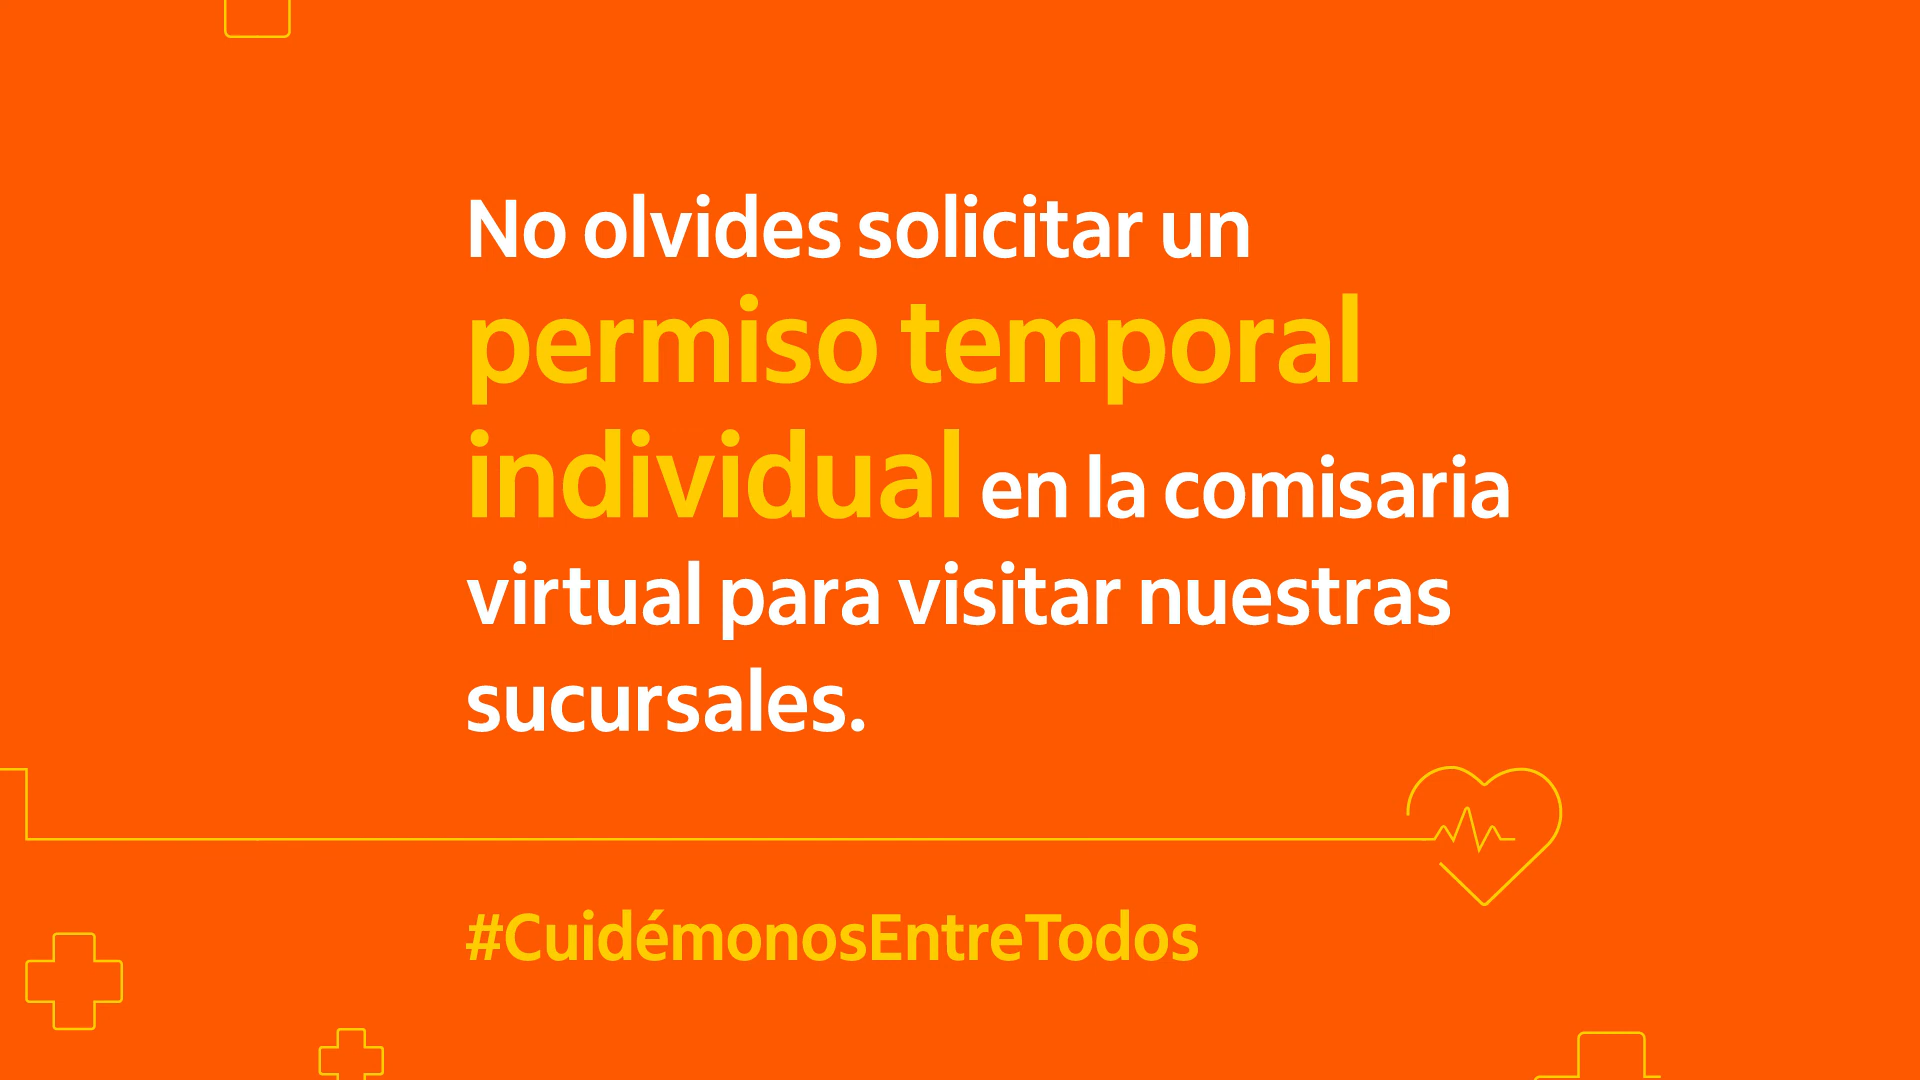 No olvides solicitar un
permiso temporal
individual en la comisaria
virtual para visitar nuestras
sucursales.
#CuidémonosEntreTodos